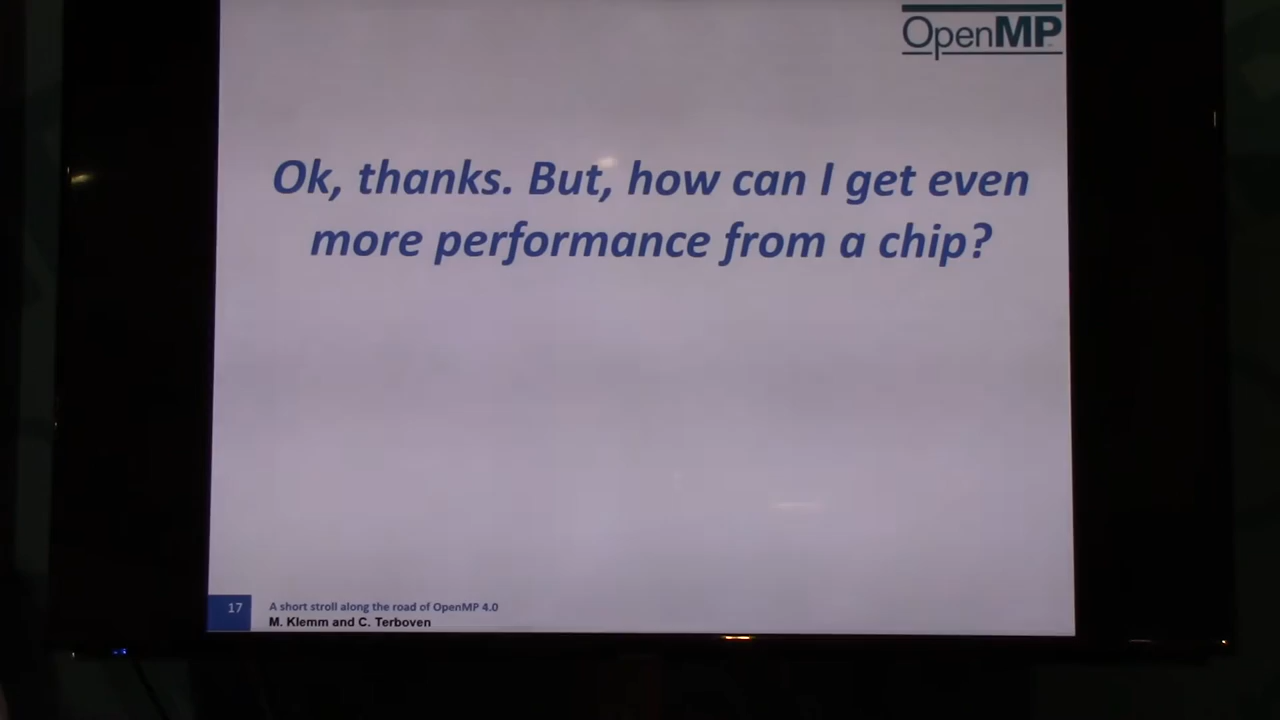 OpenMP
Ok, thanks. But, how can I get even
more performance from a chip?
17
A short stroll along the road of OpenMP 4.0
M. Klemm and C. Terboven